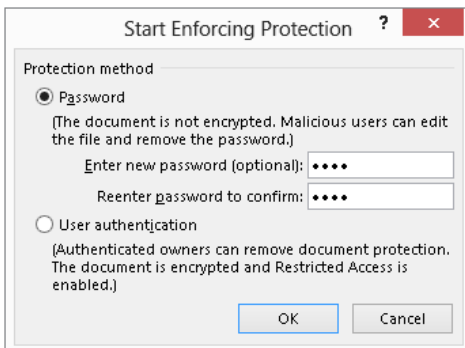 Start Enforcing Protection ? ×
Protection method
Password
(The document is not encrypted. Malicious users can edit
the file and remove the password.)
Enter new password (optional): ••••
Reenter password to confirm: ••••
User authentication
(Authenticated owners can remove document protection.
The document is encrypted and Restricted Access is
enabled.)
OK Cancel